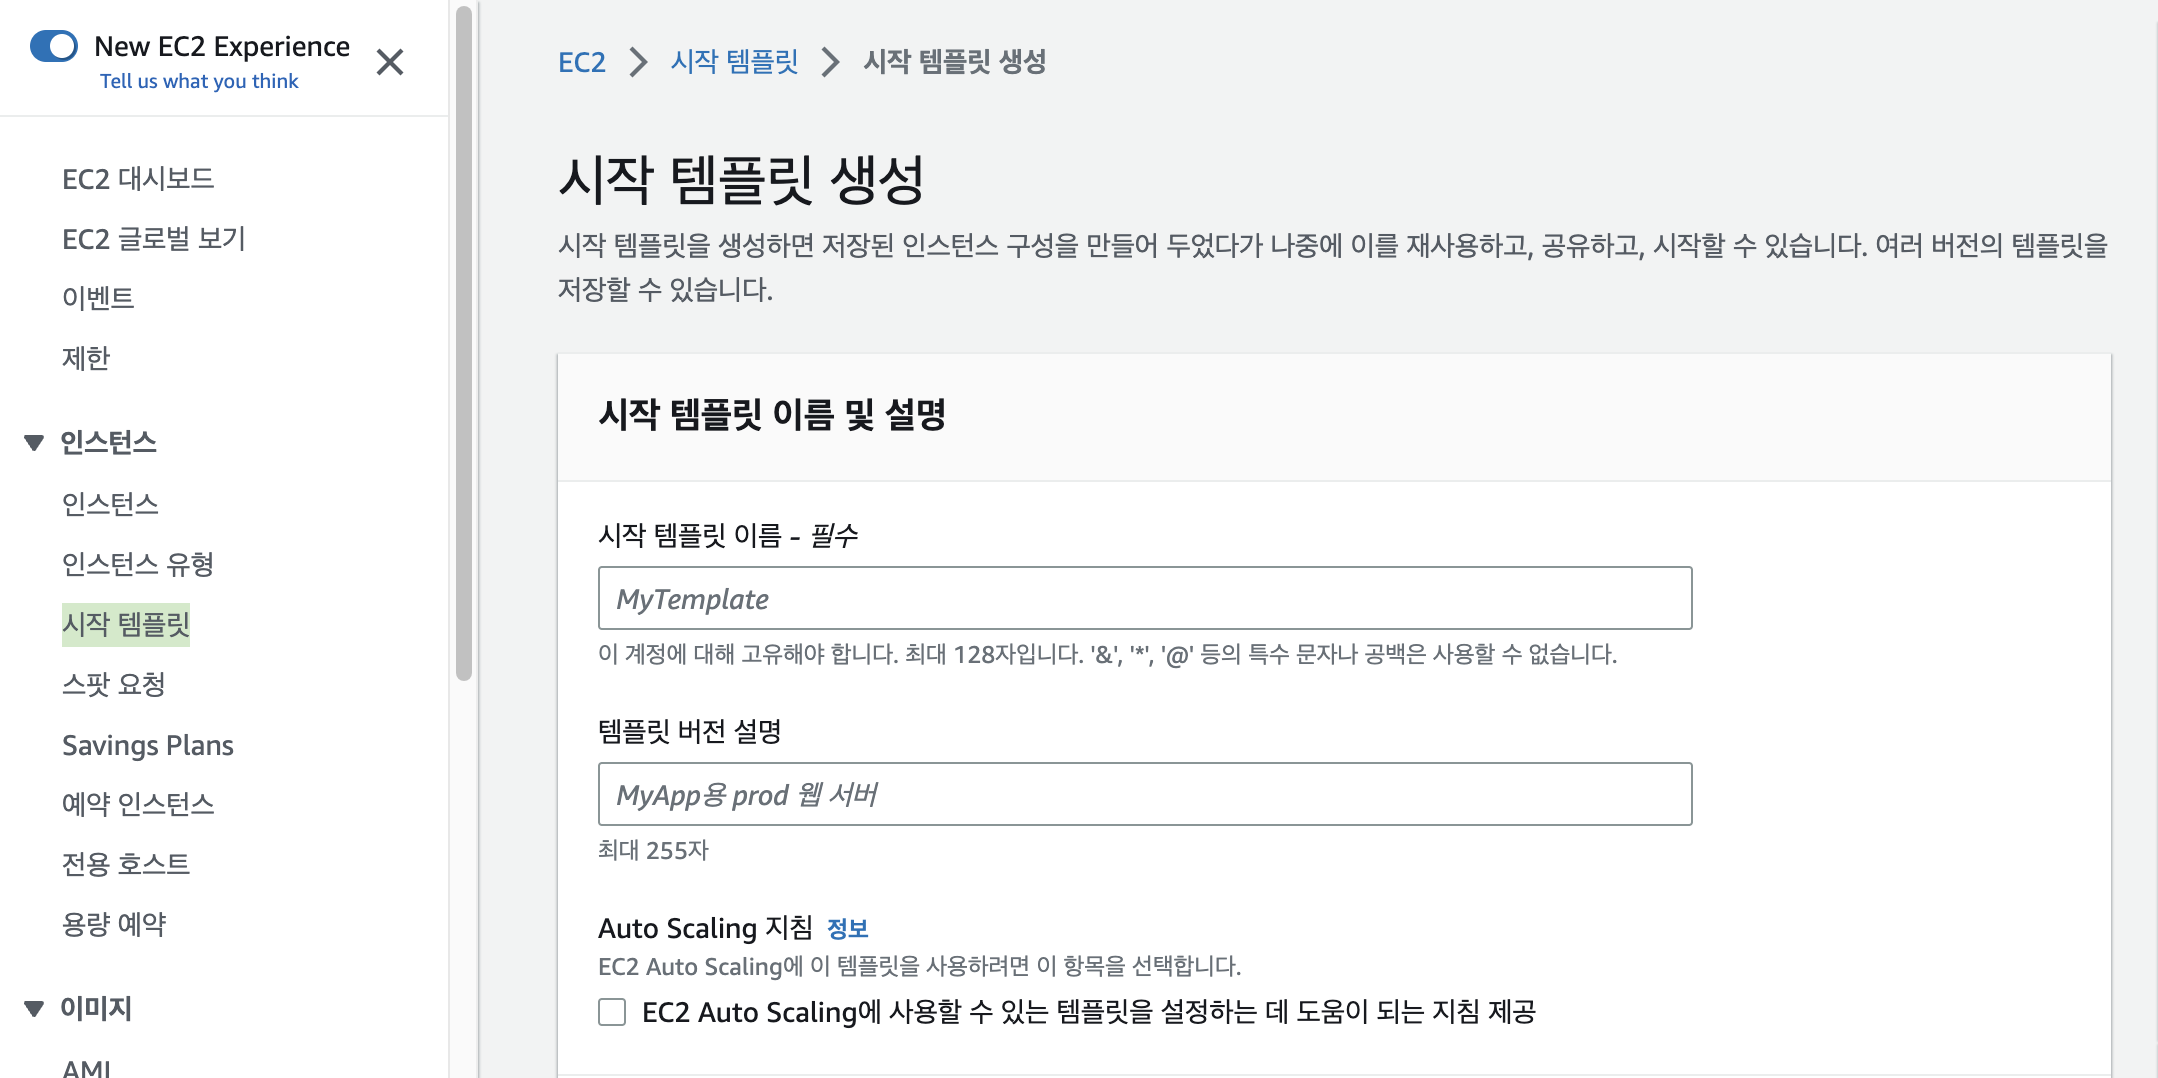 New EC2 Experience
Tell us what you think
EC2 대시보드
EC2 글로벌 보기
이벤트
제한
인스턴스
인스턴스
인스턴스 유형
시작 템플릿
스팟 요청
Savings Plans
예약 인스턴스
전용 호스트
용량 예약
이미지
AMI
EC2 > 시작 템플릿 > 시작 템플릿 생성
시작 템플릿 생성
시작 템플릿을 생성하면 저장된 인스턴스 구성을 만들어 두었다가 나중에 이를 재사용하고, 공유하고, 시작할 수 있습니다. 여러 버전의 템플릿을
저장할 수 있습니다.
시작 템플릿 이름 및 설명
시작 템플릿 이름 - 필수
MyTemplate
이 계정에 대해 고유해야 합니다. 최대 128자입니다. '&', '*', '@' 등의 특수 문자나 공백은 사용할 수 없습니다.
템플릿 버전 설명
MyApp용 prod 웹 서버
최대 255자
Auto Scaling 지침 정보
EC2 Auto Scaling에 이 템플릿을 사용하려면 이 항목을 선택합니다.
EC2 Auto Scaling에 사용할 수 있는 템플릿을 설정하는 데 도움이 되는 지침 제공